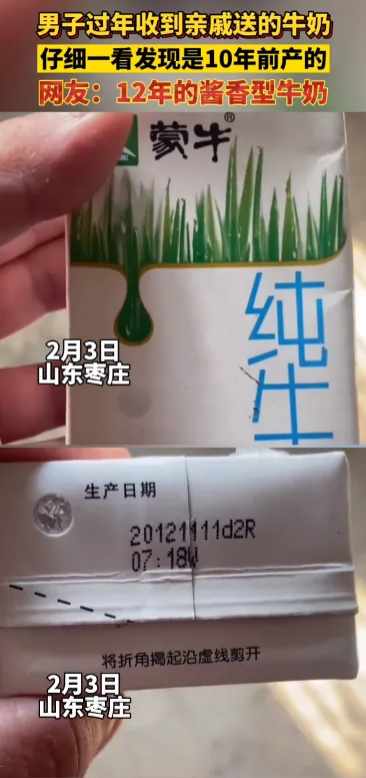 男子过年收到亲戚送的牛奶
仔细一看发现是10年前产的
网友：12年的酱香型牛奶
蒙牛®
纯牛
2月3日
山东枣庄
生产日期
20121111d2R
07:18W
将折角揭起沿虚线剪开
2月3日
山东枣庄